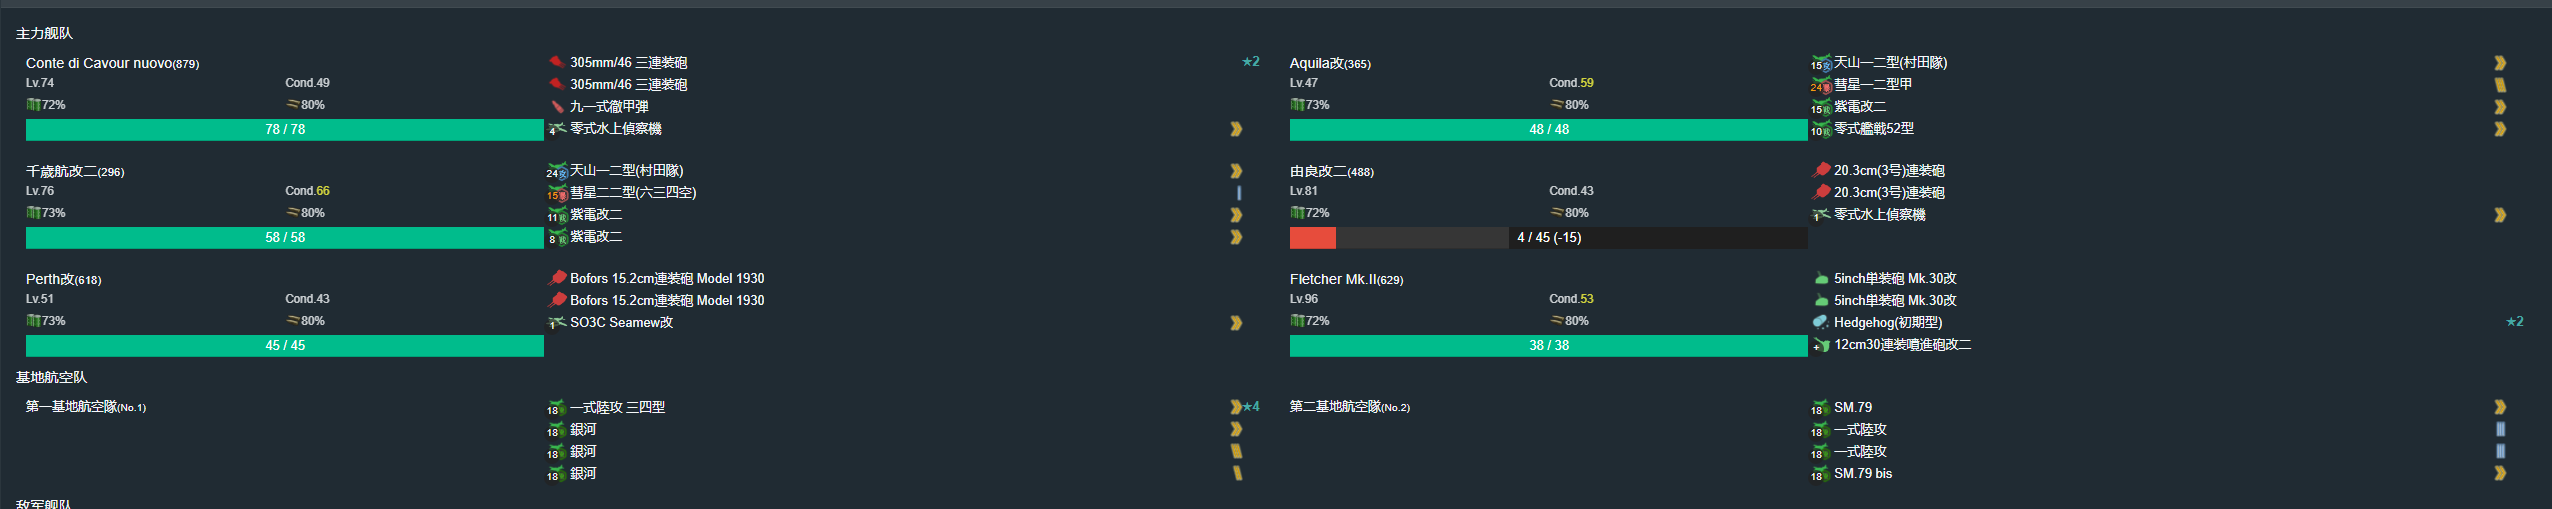 主力舰队
Conte di Cavour nuovo(879)
Lv.74 Cond.49
72% 80%
78 / 78
305mm/46 三連装砲 ★2
305mm/46 三連装砲
九一式徹甲弾
4 零式水上偵察機
Aquila改(365)
Lv.47 Cond.59
73% 80%
48 / 48
15 天山一二型(村田隊)
24 彗星一二型甲
15 紫電改二
10 零式艦戦52型
千歳航改二(296)
Lv.76 Cond.66
73% 80%
58 / 58
24 天山一二型(村田隊)
15 彗星二二型(六三四空)
11 紫電改二
8 紫電改二
由良改二(488)
Lv.81 Cond.43
72% 80%
4 / 45 (-15)
20.3cm(3号)連装砲
20.3cm(3号)連装砲
1 零式水上偵察機
Perth改(618)
Lv.51 Cond.43
73% 80%
45 / 45
Bofors 15.2cm連装砲 Model 1930
Bofors 15.2cm連装砲 Model 1930
1 SO3C Seamew改
Fletcher Mk.II(629)
Lv.96 Cond.53
72% 80%
38 / 38
5inch単装砲 Mk.30改
5inch単装砲 Mk.30改
Hedgehog(初期型) ★2
+ 12cm30連装噴進砲改二
基地航空队
第一基地航空隊(No.1)
18 一式陸攻 三四型 ★4
18 銀河
18 銀河
18 銀河
第二基地航空隊(No.2)
18 SM.79
18 一式陸攻
18 一式陸攻
18 SM.79 bis
敌军舰队